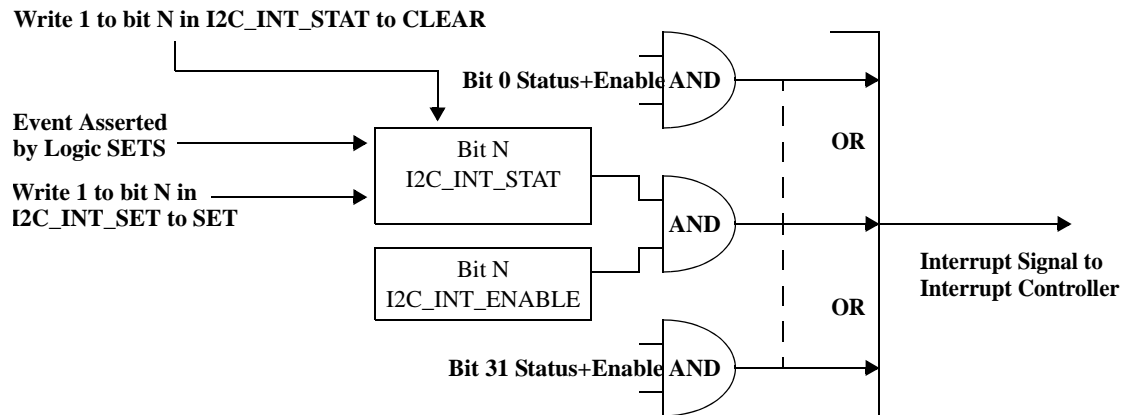 Write 1 to bit N in I2C_INT_STAT to CLEAR
Bit 0 Status+Enable
AND
Event Asserted
by Logic SETS
Bit N
I2C_INT_STAT
OR
Write 1 to bit N in
I2C_INT_SET to SET
AND
Bit N
I2C_INT_ENABLE
Interrupt Signal to
Interrupt Controller
OR
Bit 31 Status+Enable
AND